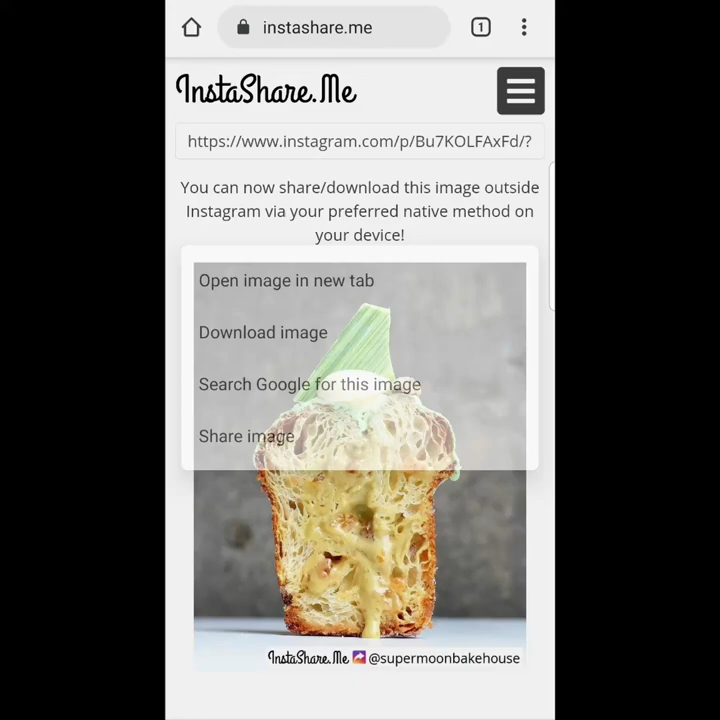 instashare.me
1
InstaShare.Me
https://www.instagram.com/p/Bu7KOLFAxFd/?
You can now share/download this image outside
Instagram via your preferred native method on
your device!
Open image in new tab
Download image
Search Google for this image
Share image
InstaShare.Me @supermoonbakehouse